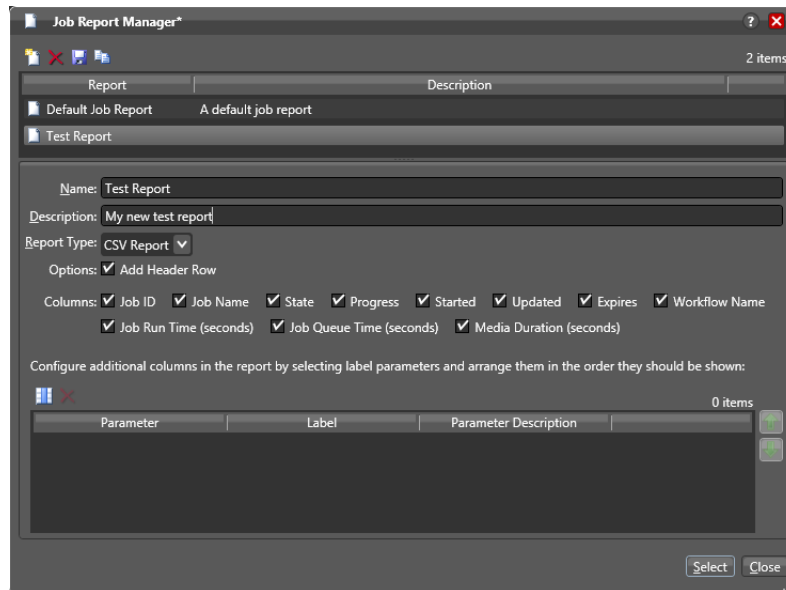 Job Report Manager*
?
2 items
Report Description
Default Job Report A default job report
Test Report
Name: Test Report
Description: My new test report
Report Type: CSV Report
Options: Add Header Row
Columns: Job ID Job Name State Progress Started Updated Expires Workflow Name
Job Run Time (seconds) Job Queue Time (seconds) Media Duration (seconds)
Configure additional columns in the report by selecting label parameters and arrange them in the order they should be shown:
0 items
Parameter Label Parameter Description
Select Close